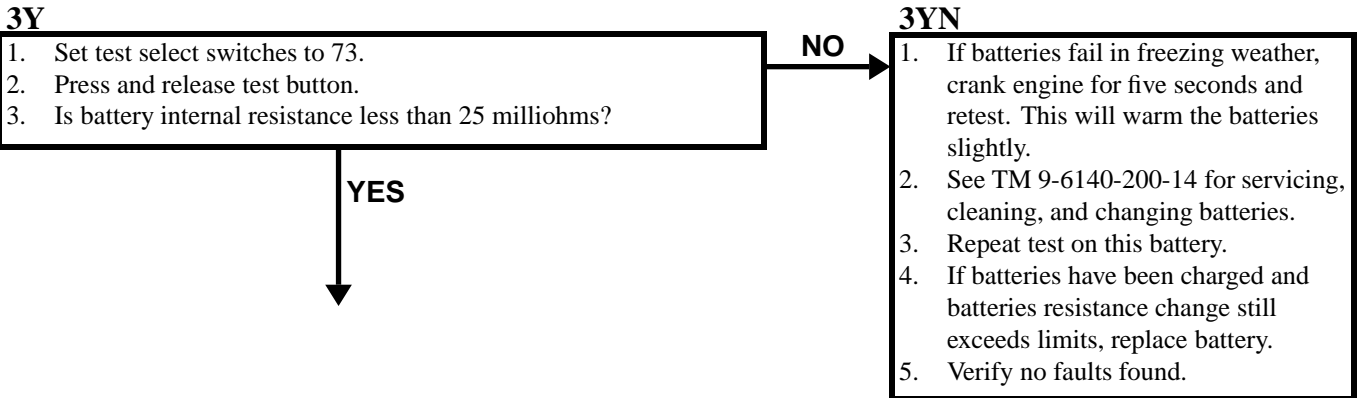 3Y
1. Set test select switches to 73.
2. Press and release test button.
3. Is battery internal resistance less than 25 milliohms?
NO
YES
3YN
1. If batteries fail in freezing weather,
crank engine for five seconds and
retest. This will warm the batteries
slightly.
2. See TM 9-6140-200-14 for servicing,
cleaning, and changing batteries.
3. Repeat test on this battery.
4. If batteries have been charged and
batteries resistance change still
exceeds limits, replace battery.
5. Verify no faults found.